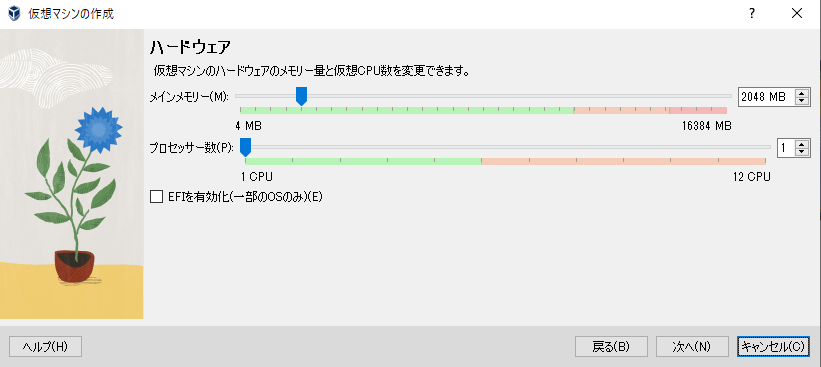 仮想マシンの作成
ハードウェア
仮想マシンのハードウェアのメモリー量と仮想CPU数を変更できます。
メインメモリー(M): 2048 MB
4 MB 16384 MB
プロセッサー数(P): 1
1 CPU 12 CPU
EFIを有効化(一部のOSのみ)(E)
ヘルプ(H) 戻る(B) 次へ(N) キャンセル(C)